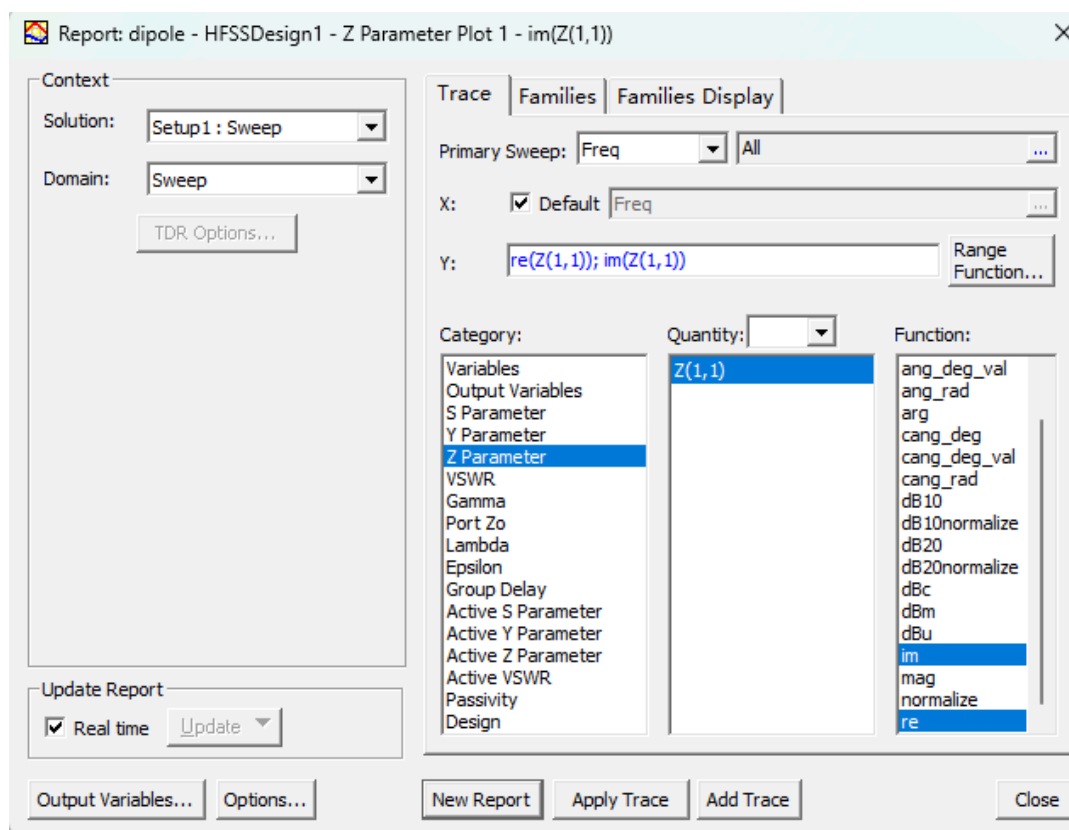 Report: dipole - HFSSDesign1 - Z Parameter Plot 1 - im(Z(1,1))
Context
Solution:
Setup1 : Sweep
Domain:
Sweep
TDR Options...
Update Report
Real time
Update
Output Variables...
Options...
Trace
Families
Families Display
Primary Sweep:
Freq
All
...
X:
Default
Freq
...
Y:
re(Z(1,1)); im(Z(1,1))
Range
Function...
Category:
Variables
Output Variables
S Parameter
Y Parameter
Z Parameter
VSWR
Gamma
Port Zo
Lambda
Epsilon
Group Delay
Active S Parameter
Active Y Parameter
Active Z Parameter
Active VSWR
Passivity
Design
Quantity:
Z(1,1)
Function:
ang_deg_val
ang_rad
arg
cang_deg
cang_deg_val
cang_rad
dB10
dB10normalize
dB20
dB20normalize
dBc
dBm
dBu
im
mag
normalize
re
New Report
Apply Trace
Add Trace
Close